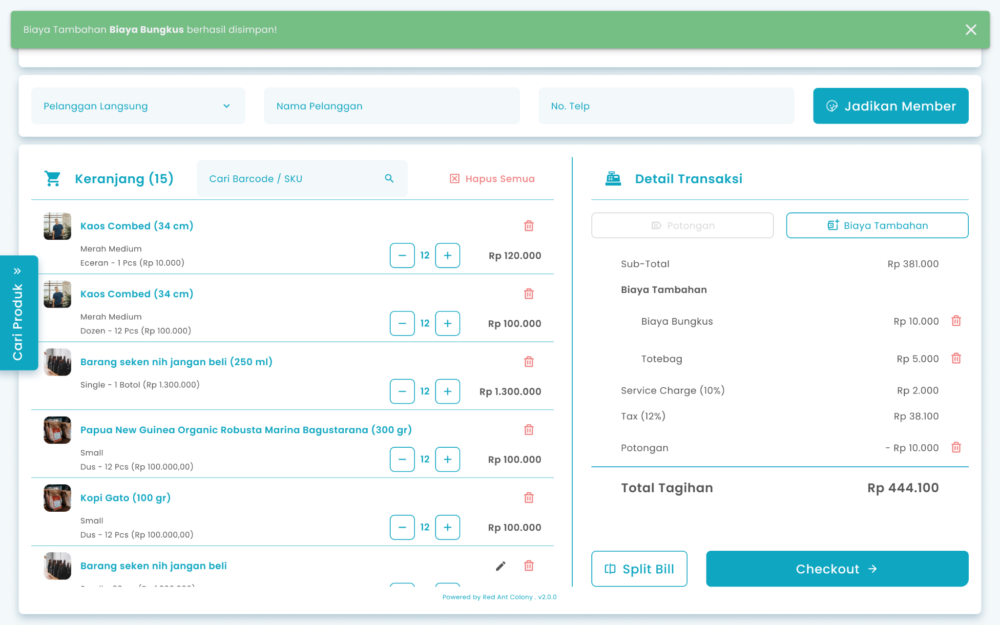 Biaya Tambahan Biaya Bungkus berhasil disimpan!
Pelanggan Langsung
Nama Pelanggan
No. Telp
Jadikan Member
Cari Produk
Keranjang (15)
Cari Barcode / SKU
Hapus Semua
Kaos Combed (34 cm)
Merah Medium
Eceran - 1 Pcs (Rp 10.000)
12
Rp 120.000
Kaos Combed (34 cm)
Merah Medium
Dozen - 12 Pcs (Rp 100.000)
12
Rp 100.000
Barang seken nih jangan beli (250 ml)
Single - 1 Botol (Rp 1.300.000)
12
Rp 1.300.000
Papua New Guinea Organic Robusta Marina Bagustarana (300 gr)
Small
Dus - 12 Pcs (Rp 100.000,00)
12
Rp 100.000
Kopi Gato (100 gr)
Small
Dus - 12 Pcs (Rp 100.000,00)
12
Rp 100.000
Barang seken nih jangan beli
Detail Transaksi
Potongan
Biaya Tambahan
Sub-Total
Rp 381.000
Biaya Tambahan
Biaya Bungkus
Rp 10.000
Totebag
Rp 5.000
Service Charge (10%)
Rp 2.000
Tax (12%)
Rp 38.100
Potongan
- Rp 10.000
Total Tagihan
Rp 444.100
Split Bill
Checkout
Powered by Red Ant Colony . v2.0.0